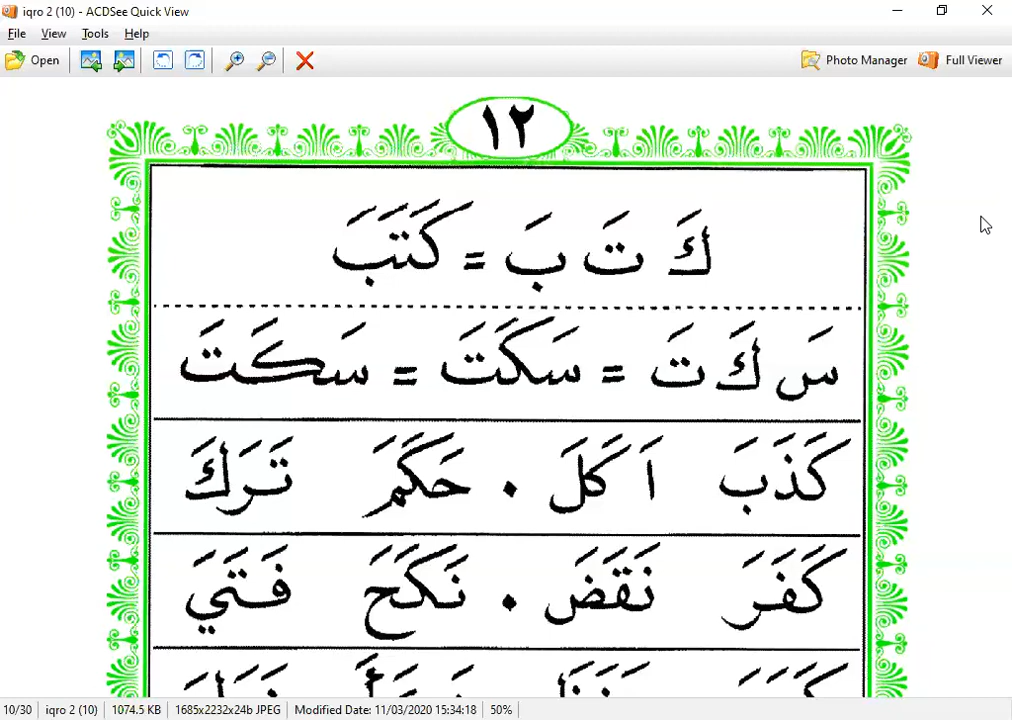 iqro 2 (10) - ACDSee Quick View
File View Tools Help
Open Photo Manager Full Viewer
١٢
كَ تَ بَ = كَتَبَ
سَ كَ تَ = سَكَتَ = سَكَتَ
كَذَبَ اَكَلَ . حَكَمَ تَرَكَ
كَفَرَ نَقَضَ . نَكَحَ فَتَيَ
10/30 iqro 2 (10) 1074.5 KB 1685x2232x24b JPEG Modified Date: 11/03/2020 15:34:18 50%